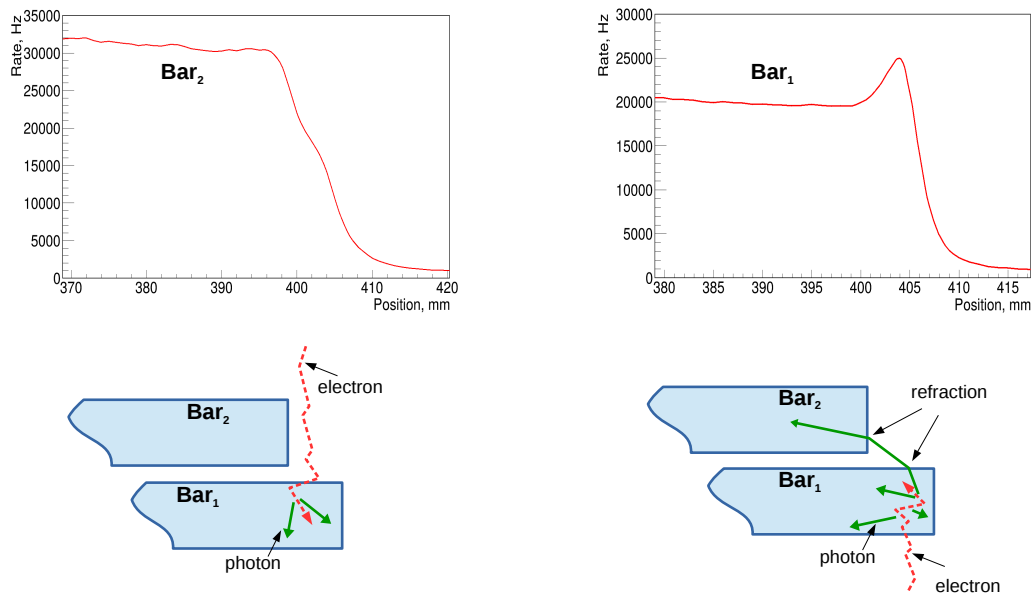 Rate, Hz
35000
30000
25000
20000
15000
10000
5000
0
Bar2
370
380
390
400
410
420
Position, mm
Rate, Hz
30000
25000
20000
15000
10000
5000
0
Bar1
380
385
390
395
400
405
410
415
Position, mm
electron
Bar2
Bar1
photon
refraction
Bar2
Bar1
photon
electron